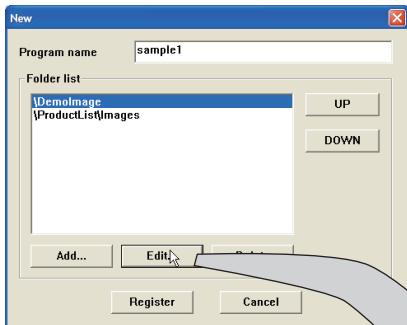 New
Program name sample1
Folder list
\DemoImage
\ProductList\Images
UP
DOWN
Add... Edit...
Register Cancel